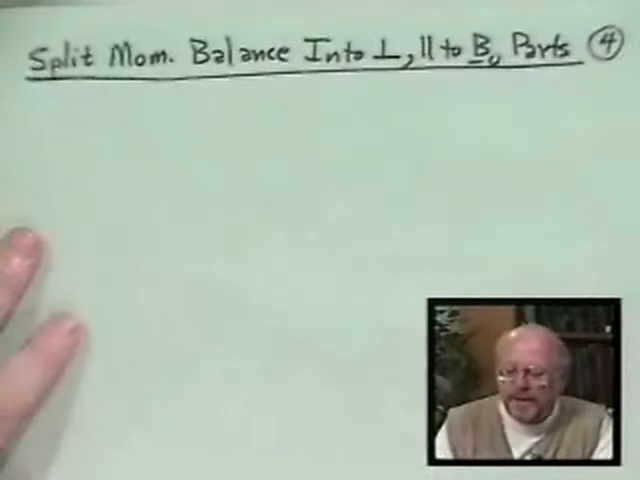 Split Mom. Balance Into ⊥, || to B₀ Parts ④